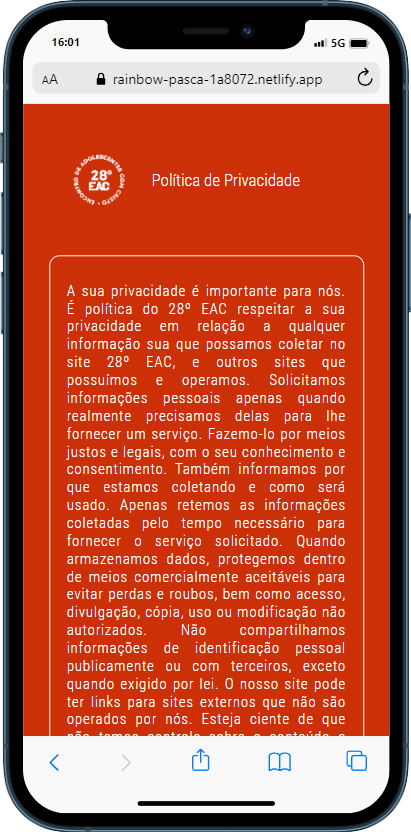 16:01
5G
AA
rainbow-pasca-1a8072.netlify.app
ENCONTRO DE ADOLESCENTES COM CRISTO
28º
EAC
Política de Privacidade
A sua privacidade é importante para nós.
É política do 28º EAC respeitar a sua
privacidade em relação a qualquer
informação sua que possamos coletar no
site 28º EAC, e outros sites que
possuímos e operamos. Solicitamos
informações pessoais apenas quando
realmente precisamos delas para lhe
fornecer um serviço. Fazemo-lo por meios
justos e legais, com o seu conhecimento e
consentimento. Também informamos por
que estamos coletando e como será
usado. Apenas retemos as informações
coletadas pelo tempo necessário para
fornecer o serviço solicitado. Quando
armazenamos dados, protegemos dentro
de meios comercialmente aceitáveis para
evitar perdas e roubos, bem como acesso,
divulgação, cópia, uso ou modificação não
autorizados. Não compartilhamos
informações de identificação pessoal
publicamente ou com terceiros, exceto
quando exigido por lei. O nosso site pode
ter links para sites externos que não são
operados por nós. Esteja ciente de que
não temos controle sobre o conteúdo e